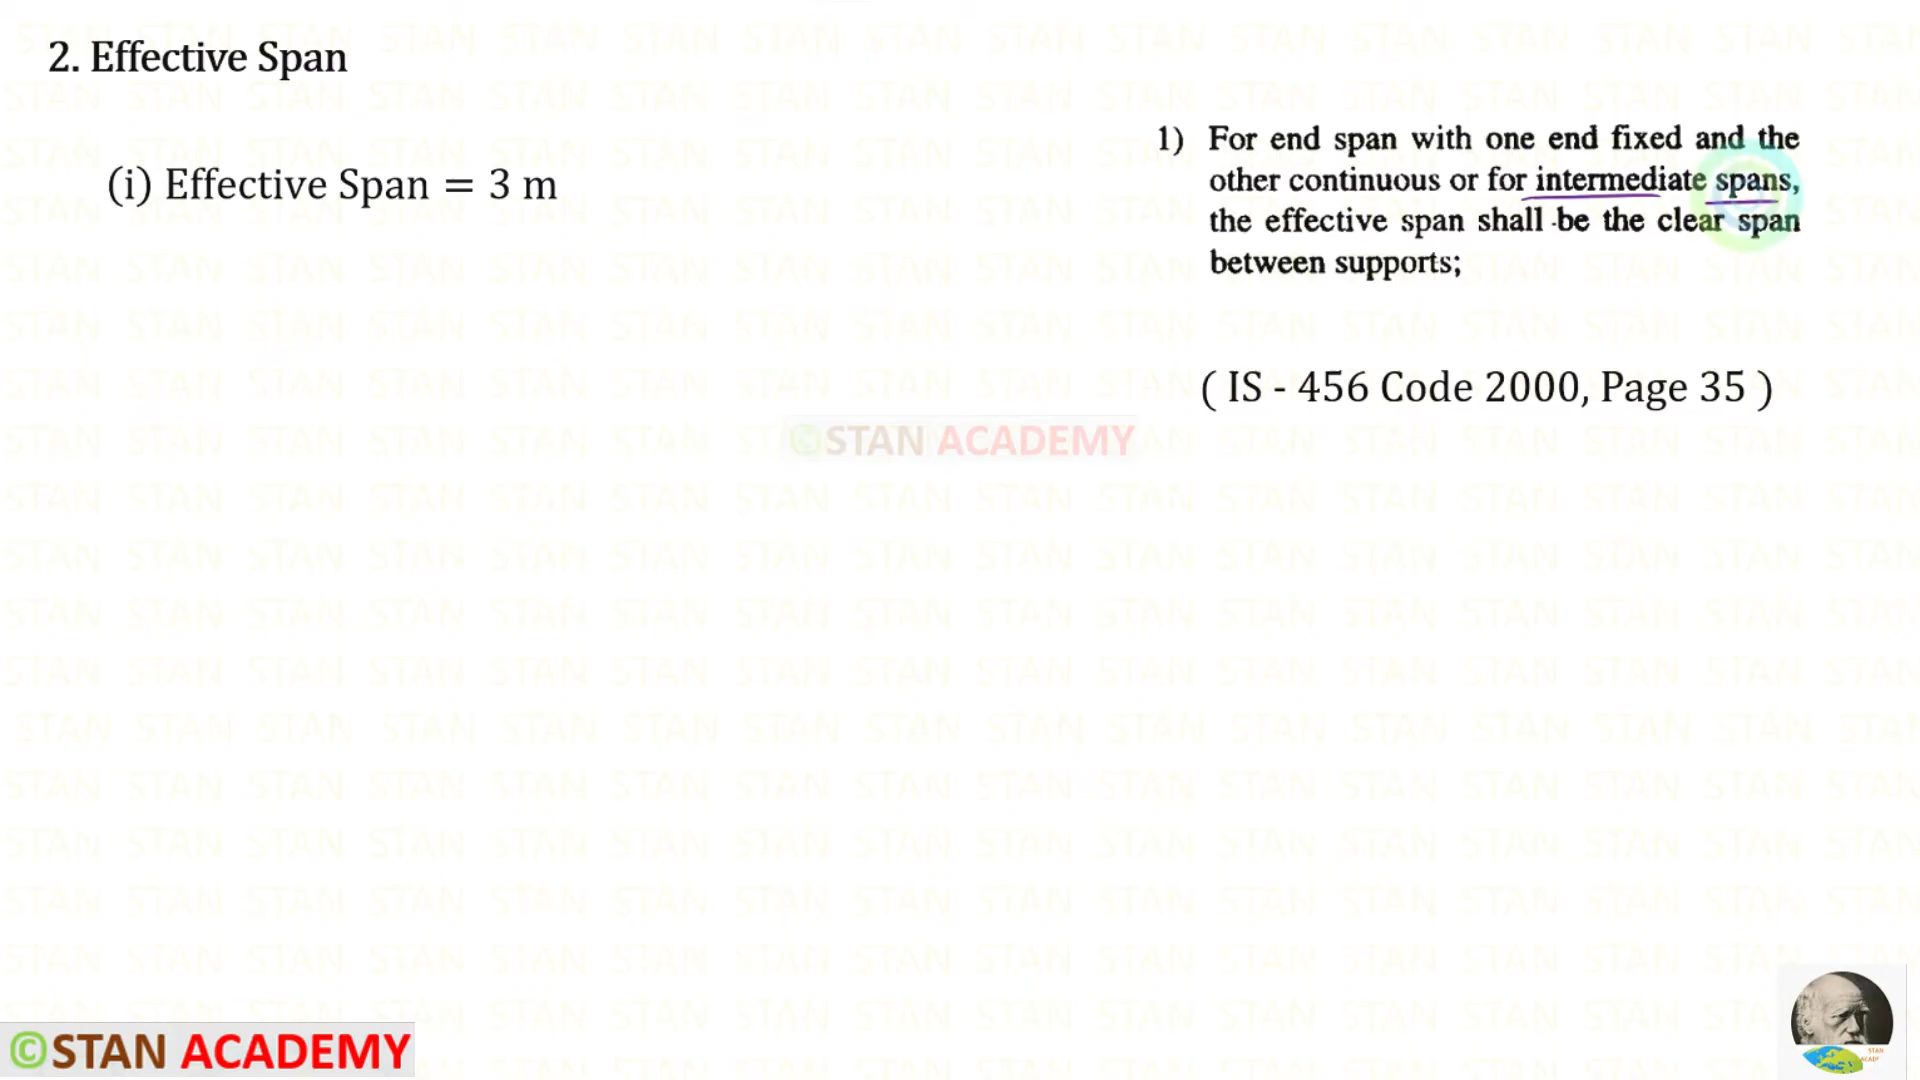 2. Effective Span
(i) Effective Span = 3 m
1) For end span with one end fixed and the
other continuous or for intermediate spans,
the effective span shall be the clear span
between supports;
( IS - 456 Code 2000, Page 35 )
©STAN ACADEMY
©STAN ACADEMY